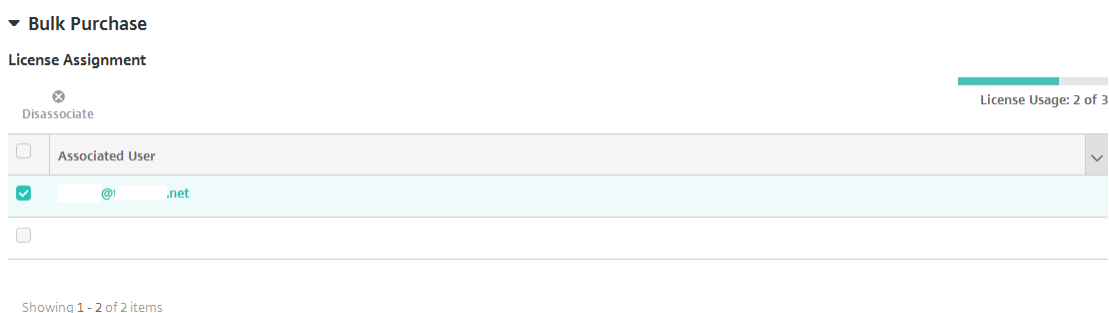 Bulk Purchase
License Assignment
Disassociate
License Usage: 2 of 3
Associated User
@ .net
Showing 1 - 2 of 2 items